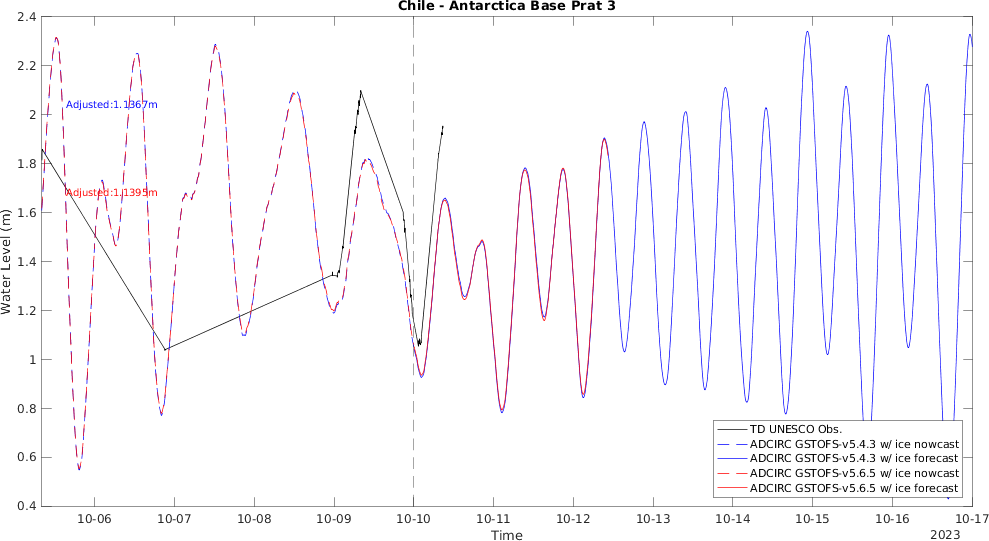 Chile - Antarctica Base Prat 3
2.4
2.2
2
1.8
1.6
1.4
1.2
1
0.8
0.6
0.4
Water Level (m)
Adjusted:1.1367m
Adjusted:1.1395m
TD UNESCO Obs.
ADCIRC GSTOFS-v5.4.3 w/ ice nowcast
ADCIRC GSTOFS-v5.4.3 w/ ice forecast
ADCIRC GSTOFS-v5.6.5 w/ ice nowcast
ADCIRC GSTOFS-v5.6.5 w/ ice forecast
10-06 10-07 10-08 10-09 10-10 10-11 10-12 10-13 10-14 10-15 10-16 10-17
Time
2023